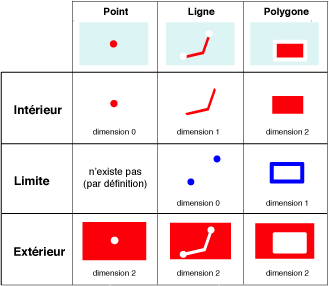 Point Ligne Polygone
Intérieur
dimension 0 dimension 1 dimension 2
Limite
n'existe pas
(par définition)
dimension 0 dimension 1
Extérieur
dimension 2 dimension 2 dimension 2